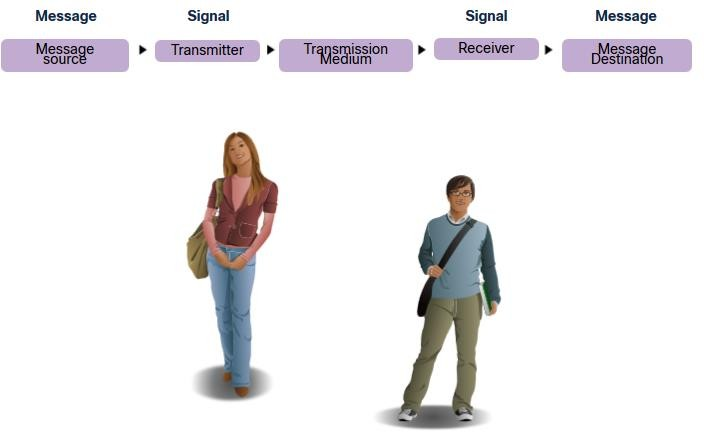 Message Signal Signal Message
Message
source
Transmitter
Transmission
Medium
Receiver
Message
Destination